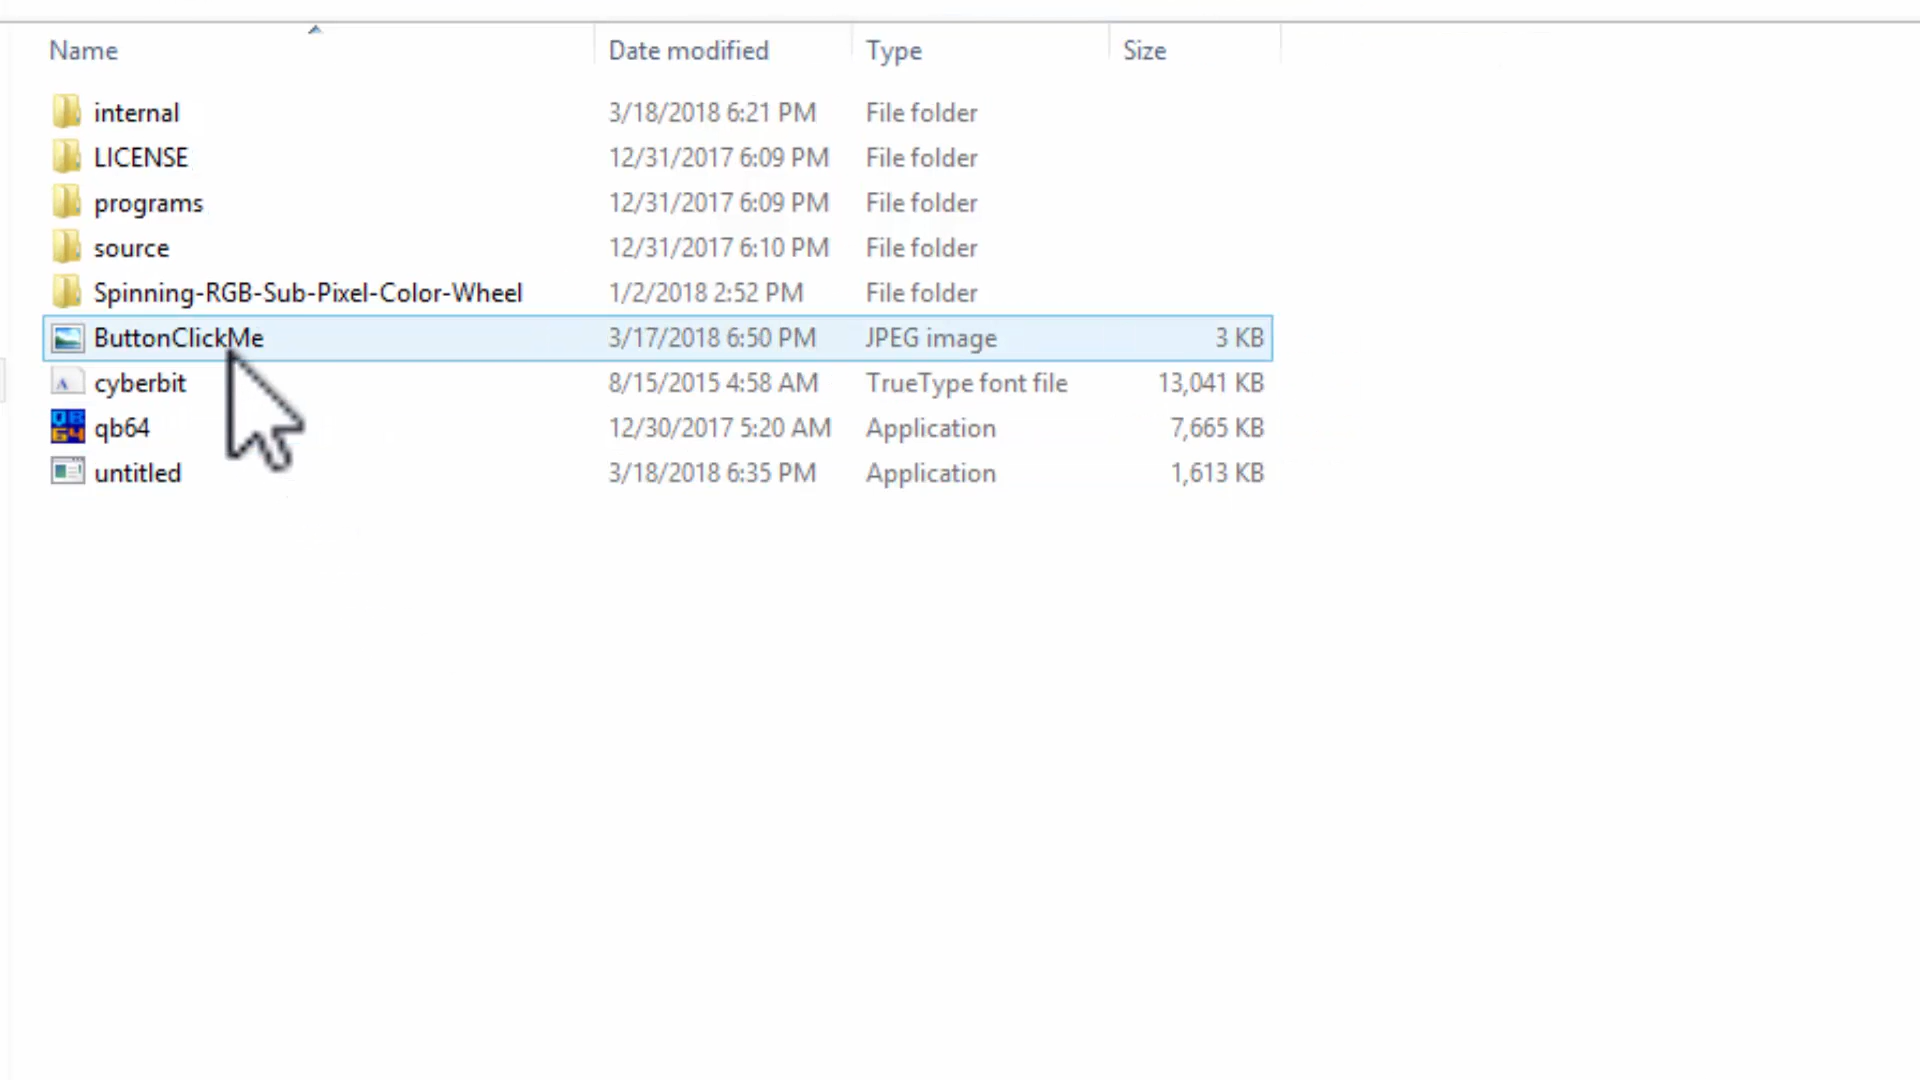 Name Date modified Type Size
internal 3/18/2018 6:21 PM File folder
LICENSE 12/31/2017 6:09 PM File folder
programs 12/31/2017 6:09 PM File folder
source 12/31/2017 6:10 PM File folder
Spinning-RGB-Sub-Pixel-Color-Wheel 1/2/2018 2:52 PM File folder
ButtonClickMe 3/17/2018 6:50 PM JPEG image 3 KB
A cyberbit 8/15/2015 4:58 AM TrueType font file 13,041 KB
QB64 qb64 12/30/2017 5:20 AM Application 7,665 KB
untitled 3/18/2018 6:35 PM Application 1,613 KB